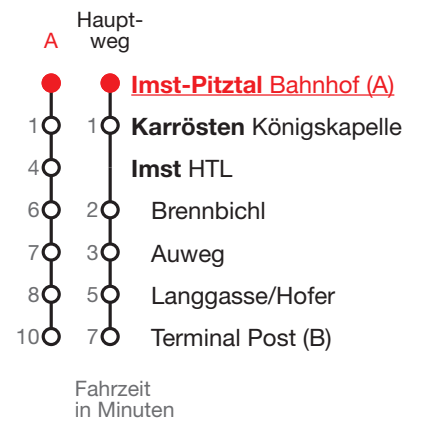 Haupt-
A weg
Imst-Pitztal Bahnhof (A)
1 1 Karrösten Königskapelle
4 Imst HTL
6 2 Brennbichl
7 3 Auweg
8 5 Langgasse/Hofer
10 7 Terminal Post (B)
Fahrzeit
in Minuten